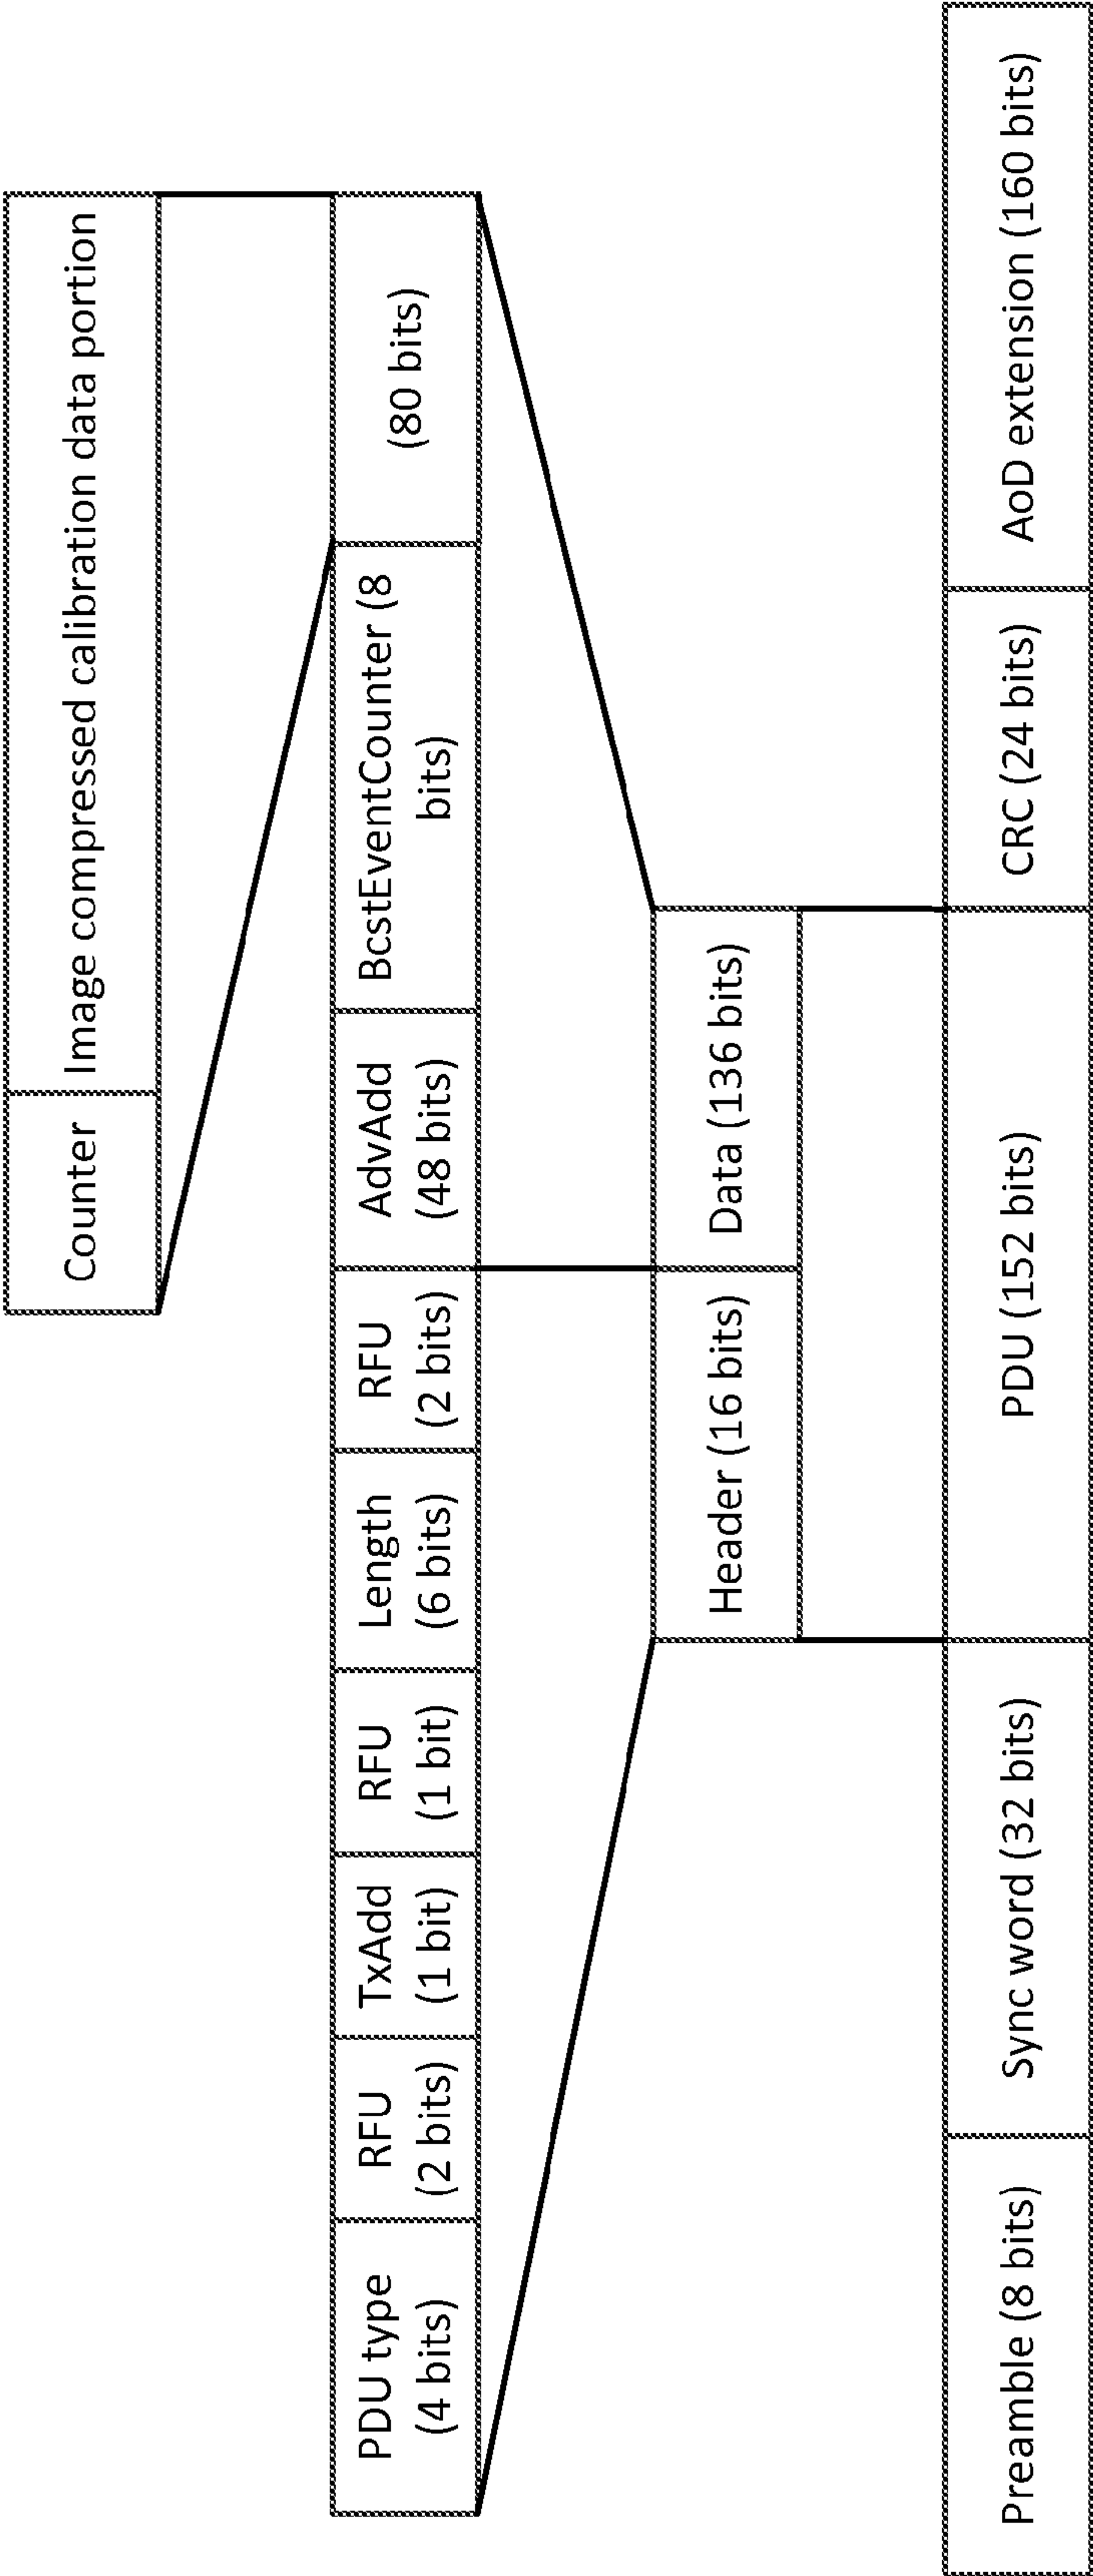 Counter
Image compressed calibration data portion
PDU type
(4 bits)
RFU
(2 bits)
TxAdd
(1 bit)
RFU
(1 bit)
Length
(6 bits)
RFU
(2 bits)
AdvAdd
(48 bits)
BcstEventCounter (8
bits)
(80 bits)
Header (16 bits)
Data (136 bits)
Preamble (8 bits)
Sync word (32 bits)
PDU (152 bits)
CRC (24 bits)
AoD extension (160 bits)